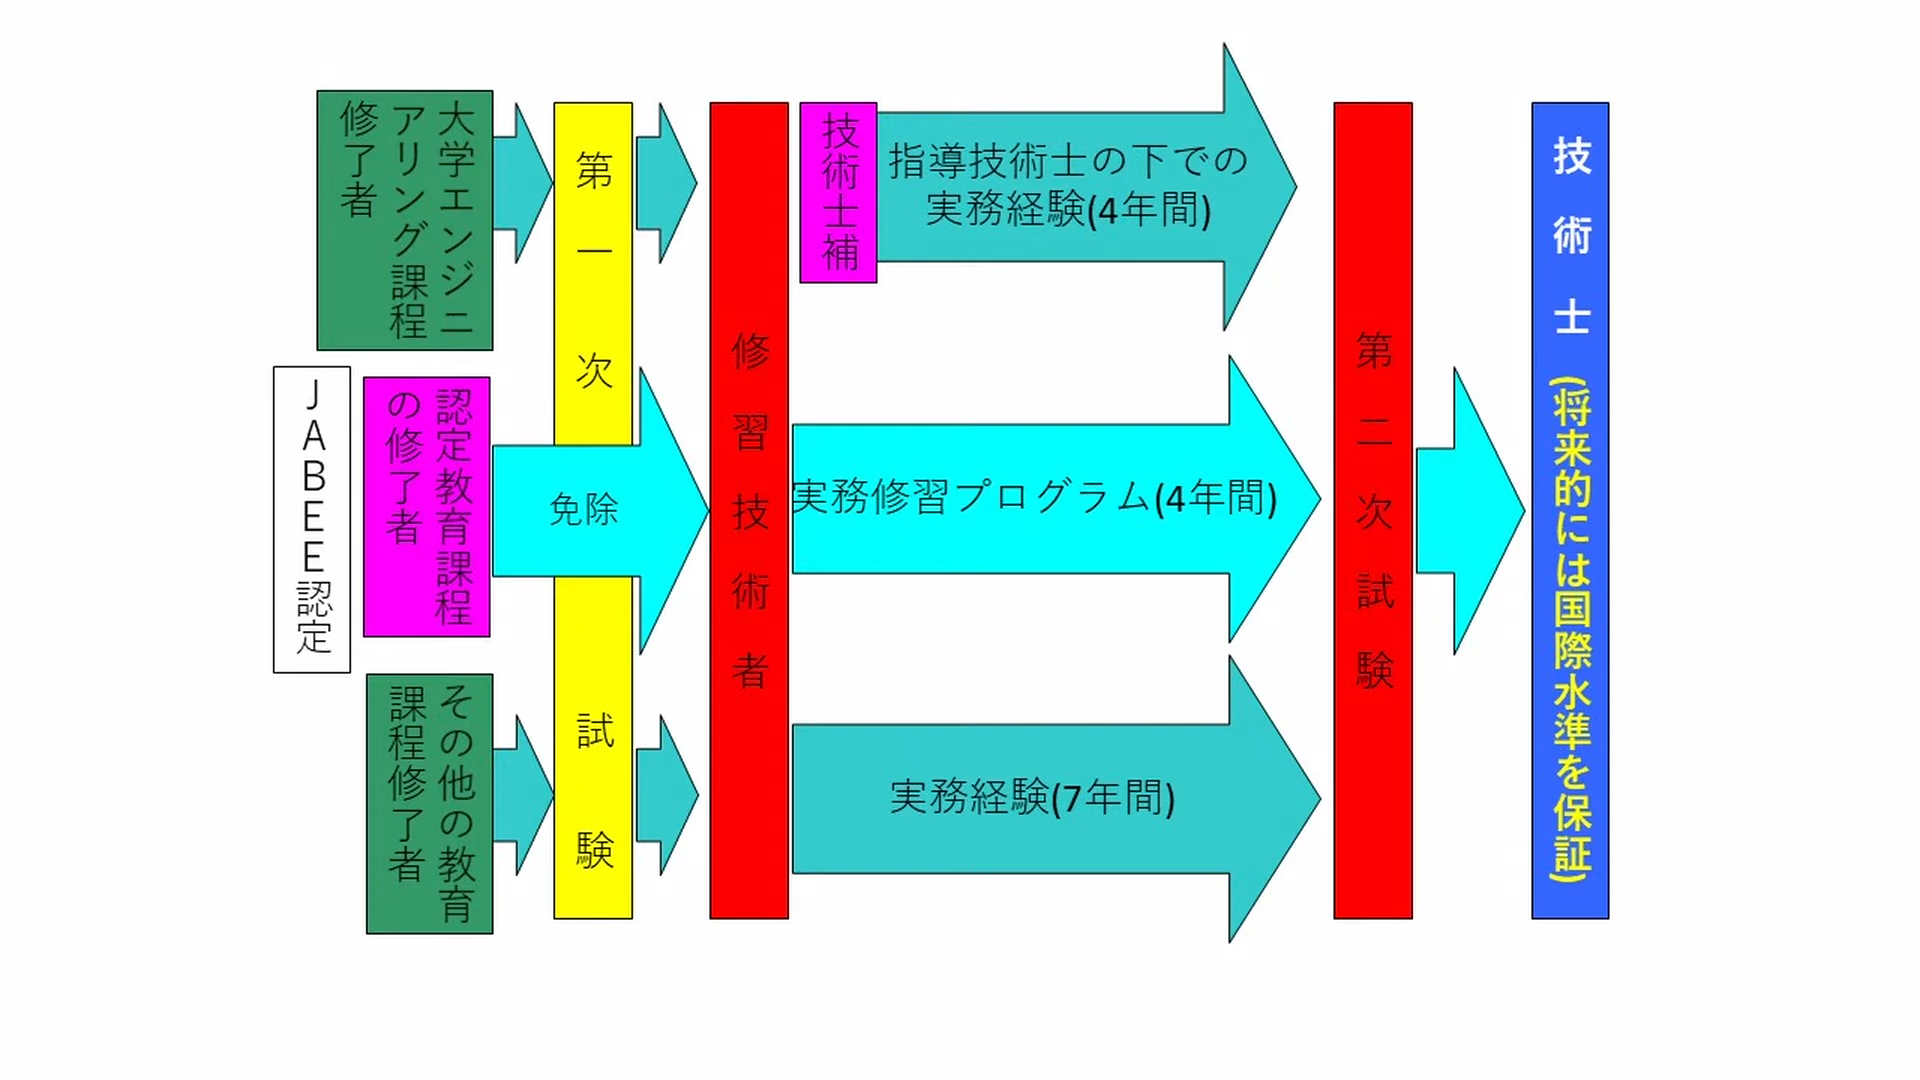 大学エンジニ
アリング課程
修了者
JABEE認定
認定教育課程
の修了者
その他の教育
課程修了者
第一次試験
免除
修習技術者
技術士補
指導技術士の下での
実務経験(4年間)
実務修習プログラム(4年間)
実務経験(7年間)
第二次試験
技術士(将来的には国際水準を保証)